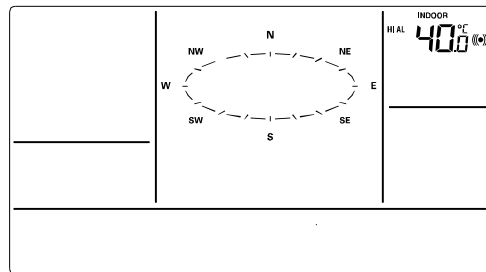 INDOOR
HI AL 40.0 °C
N
NW NE
W E
SW SE
S